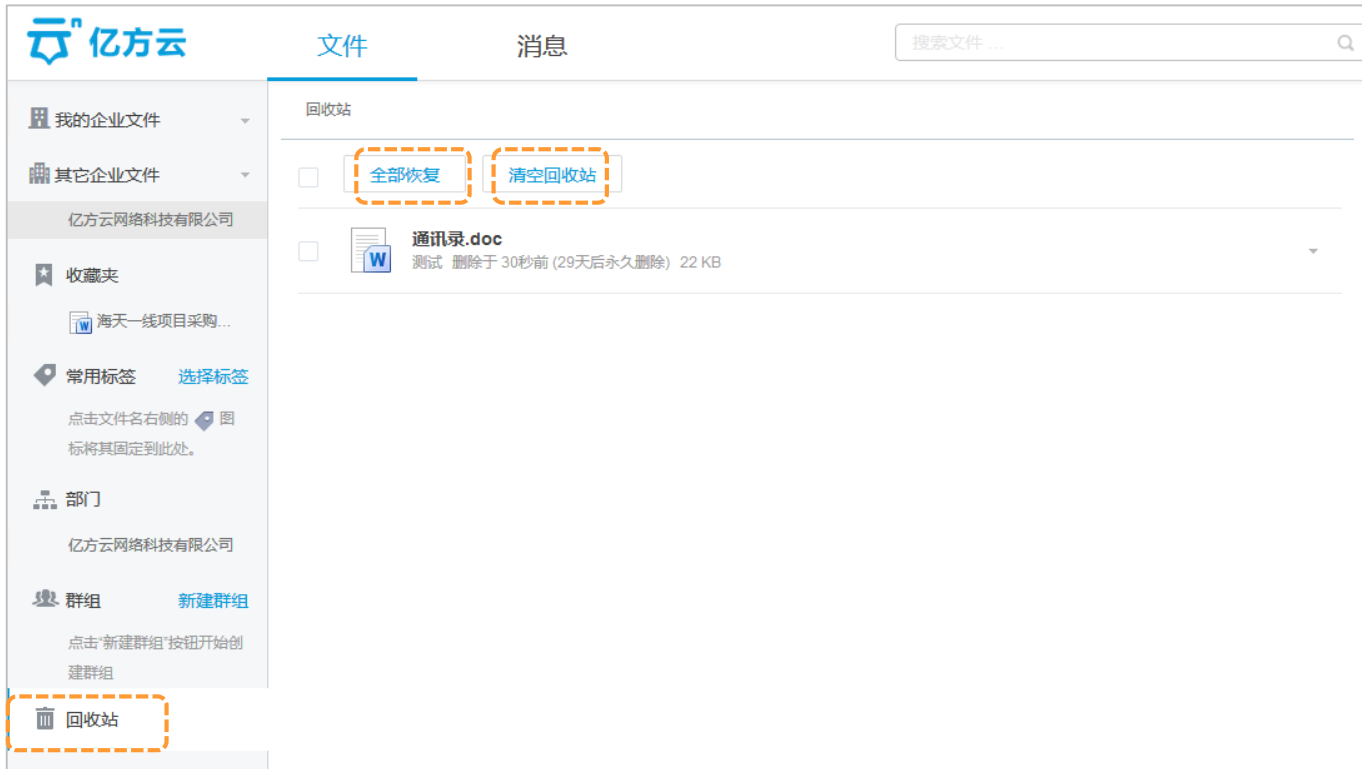 亿方云
文件
消息
搜索文件 ...
我的企业文件
其它企业文件
亿方云网络科技有限公司
收藏夹
海天一线项目采购...
常用标签 选择标签
点击文件名右侧的 图
标将其固定到此处。
部门
亿方云网络科技有限公司
群组 新建群组
点击“新建群组”按钮开始创
建群组
回收站
回收站
全部恢复 清空回收站
通讯录.doc
测试 删除于 30秒前 (29天后永久删除) 22 KB